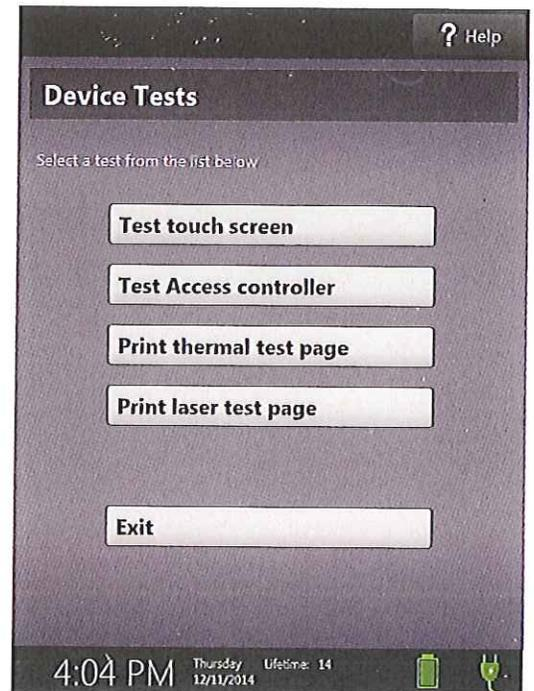 ? Help
Device Tests
Select a test from the list below
Test touch screen
Test Access controller
Print thermal test page
Print laser test page
Exit
4:04 PM Thursday Lifetime: 14
12/11/2014